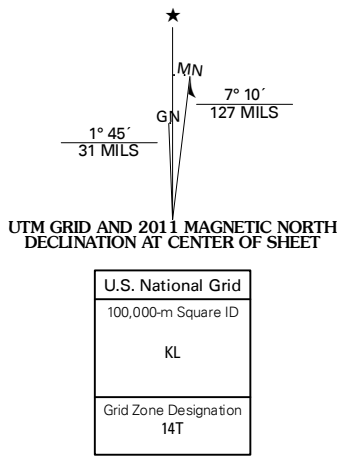 ★
MN
GN
7° 10´
127 MILS
1° 45´
31 MILS
UTM GRID AND 2011 MAGNETIC NORTH
DECLINATION AT CENTER OF SHEET
U.S. National Grid
100,000-m Square ID
KL
Grid Zone Designation
14T